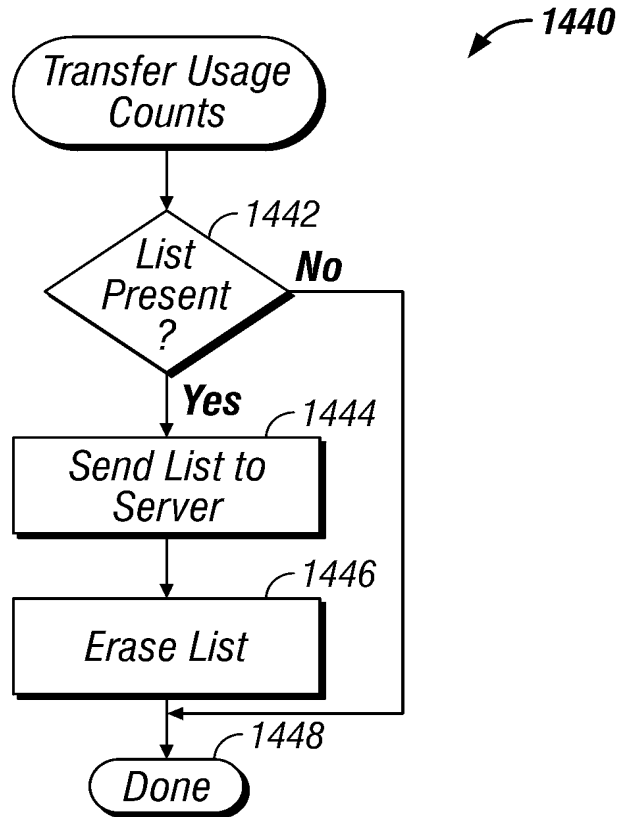 1440
Transfer Usage
Counts
1442
List
Present
?
No
Yes
1444
Send List to
Server
1446
Erase List
1448
Done